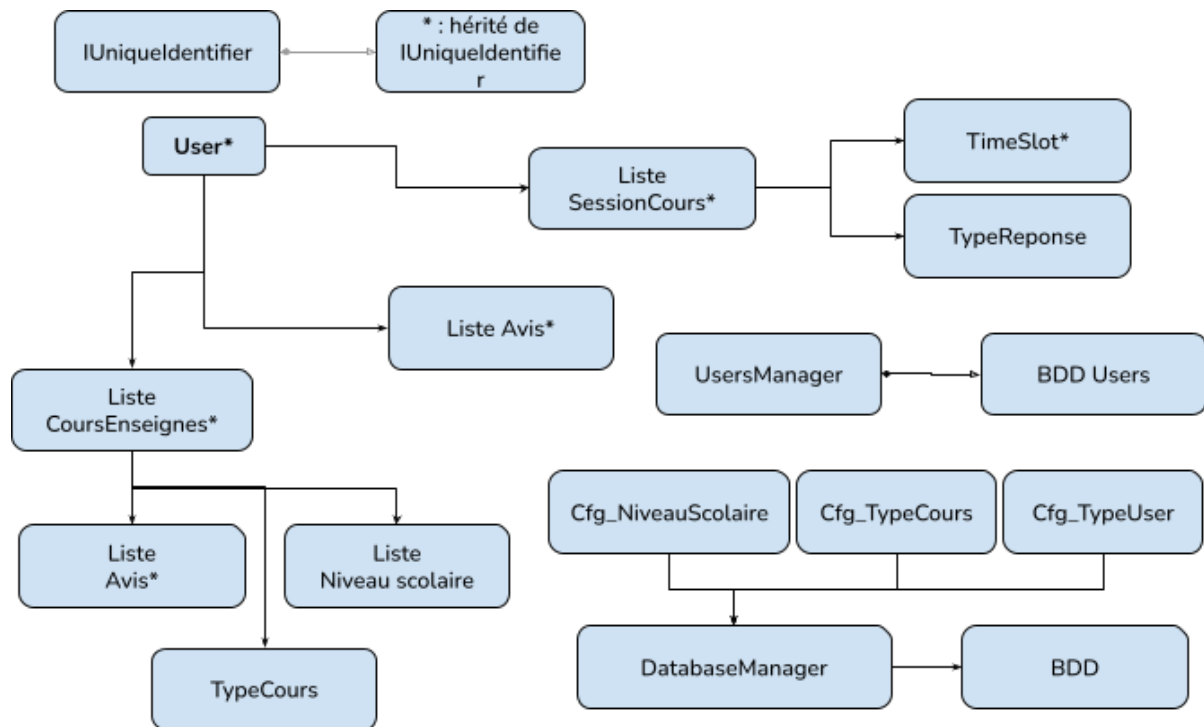 IUniqueIdentifier
* : hérité de
IUniqueIdentifie
r
User*
TimeSlot*
Liste
SessionCours*
TypeReponse
Liste Avis*
UsersManager
BDD Users
Liste
CoursEnseignes*
Cfg_NiveauScolaire
Cfg_TypeCours
Cfg_TypeUser
Liste
Avis*
Liste
Niveau scolaire
DatabaseManager
BDD
TypeCours